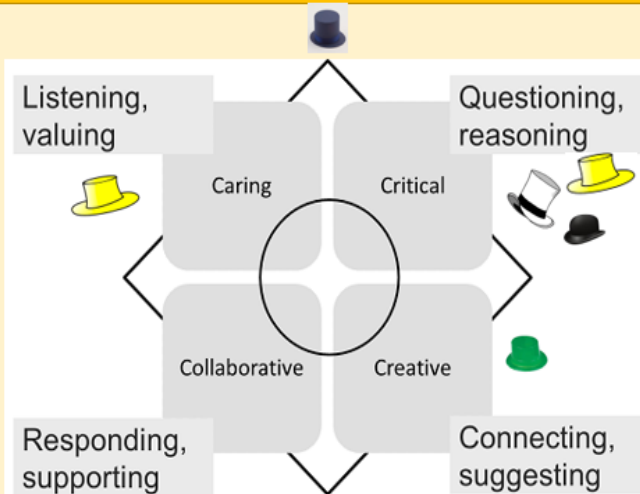 Listening,
valuing
Questioning,
reasoning
Caring
Critical
Collaborative
Creative
Responding,
supporting
Connecting,
suggesting